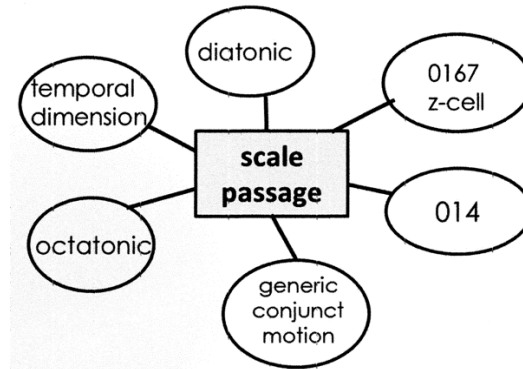 diatonic
0167
z-cell
temporal
dimension
scale
passage
014
octatonic
generic
conjunct
motion